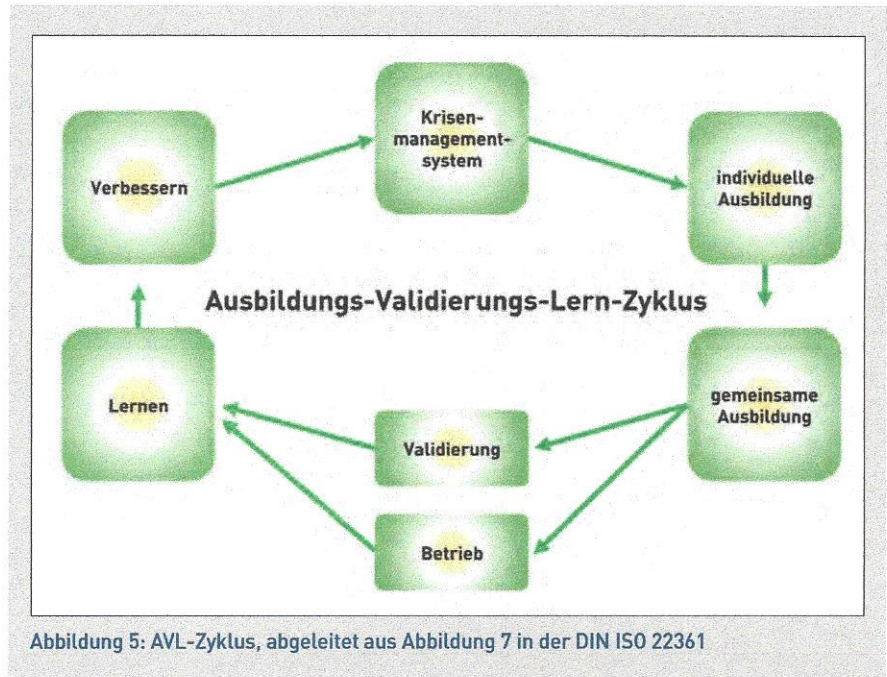 Krisen-
management-
system
Verbessern
individuelle
Ausbildung
Ausbildungs-Validierungs-Lern-Zyklus
Lernen
gemeinsame
Ausbildung
Validierung
Betrieb
Abbildung 5: AVL-Zyklus, abgeleitet aus Abbildung 7 in der DIN ISO 22361